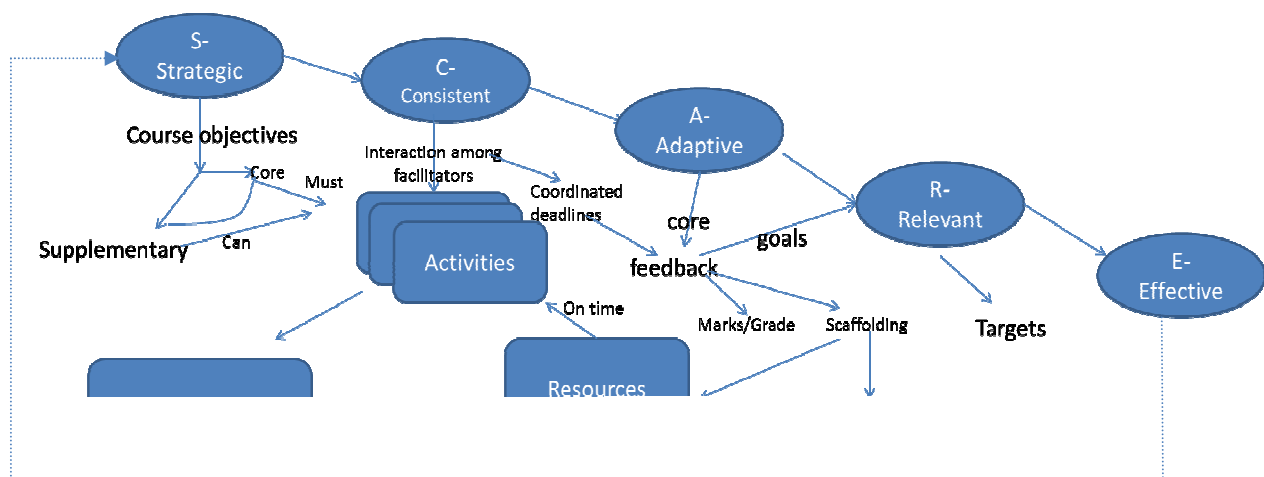 S-
Strategic
C-
Consistent
A-
Adaptive
R-
Relevant
E-
Effective
Course objectives
Core
Must
Supplementary
Can
Interaction among
facilitators
Coordinated
deadlines
Activities
On time
Resources
core
feedback
goals
Marks/Grade
Scaffolding
Targets